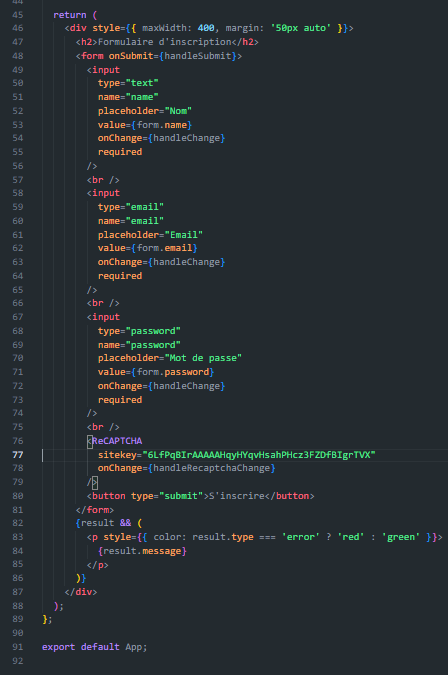 44
45 return (
46 <div style={{ maxWidth: 400, margin: '50px auto' }}>
47 <h2>Formulaire d'inscription</h2>
48 <form onSubmit={handleSubmit}>
49 <input
50 type="text"
51 name="name"
52 placeholder="Nom"
53 value={form.name}
54 onChange={handleChange}
55 required
56 />
57 <br />
58 <input
59 type="email"
60 name="email"
61 placeholder="Email"
62 value={form.email}
63 onChange={handleChange}
64 required
65 />
66 <br />
67 <input
68 type="password"
69 name="password"
70 placeholder="Mot de passe"
71 value={form.password}
72 onChange={handleChange}
73 required
74 />
75 <br />
76 <ReCAPTCHA
77 sitekey="6LfPqBIrAAAAAHqyHYqvHsahPHcz3FZDfBIgrTVX"
78 onChange={handleRecaptchaChange}
79 />
80 <button type="submit">S'inscrire</button>
81 </form>
82 {result && (
83 <p style={{ color: result.type === 'error' ? 'red' : 'green' }}>
84 {result.message}
85 </p>
86 )}
87 </div>
88 );
89 };
90
91 export default App;
92